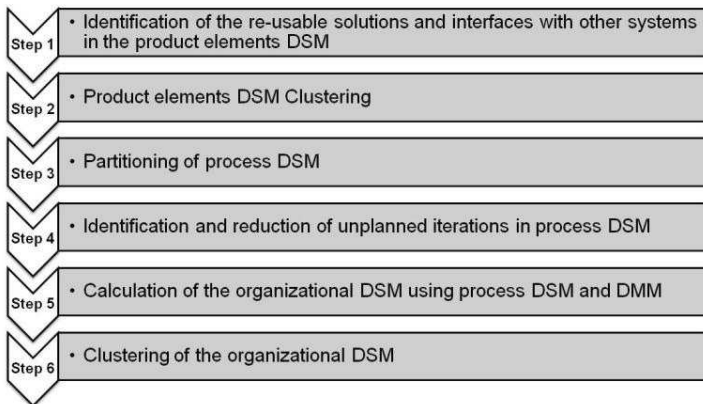 Step 1
• Identification of the re-usable solutions and interfaces with other systems
in the product elements DSM
Step 2
• Product elements DSM Clustering
Step 3
• Partitioning of process DSM
Step 4
• Identification and reduction of unplanned iterations in process DSM
Step 5
• Calculation of the organizational DSM using process DSM and DMM
Step 6
• Clustering of the organizational DSM